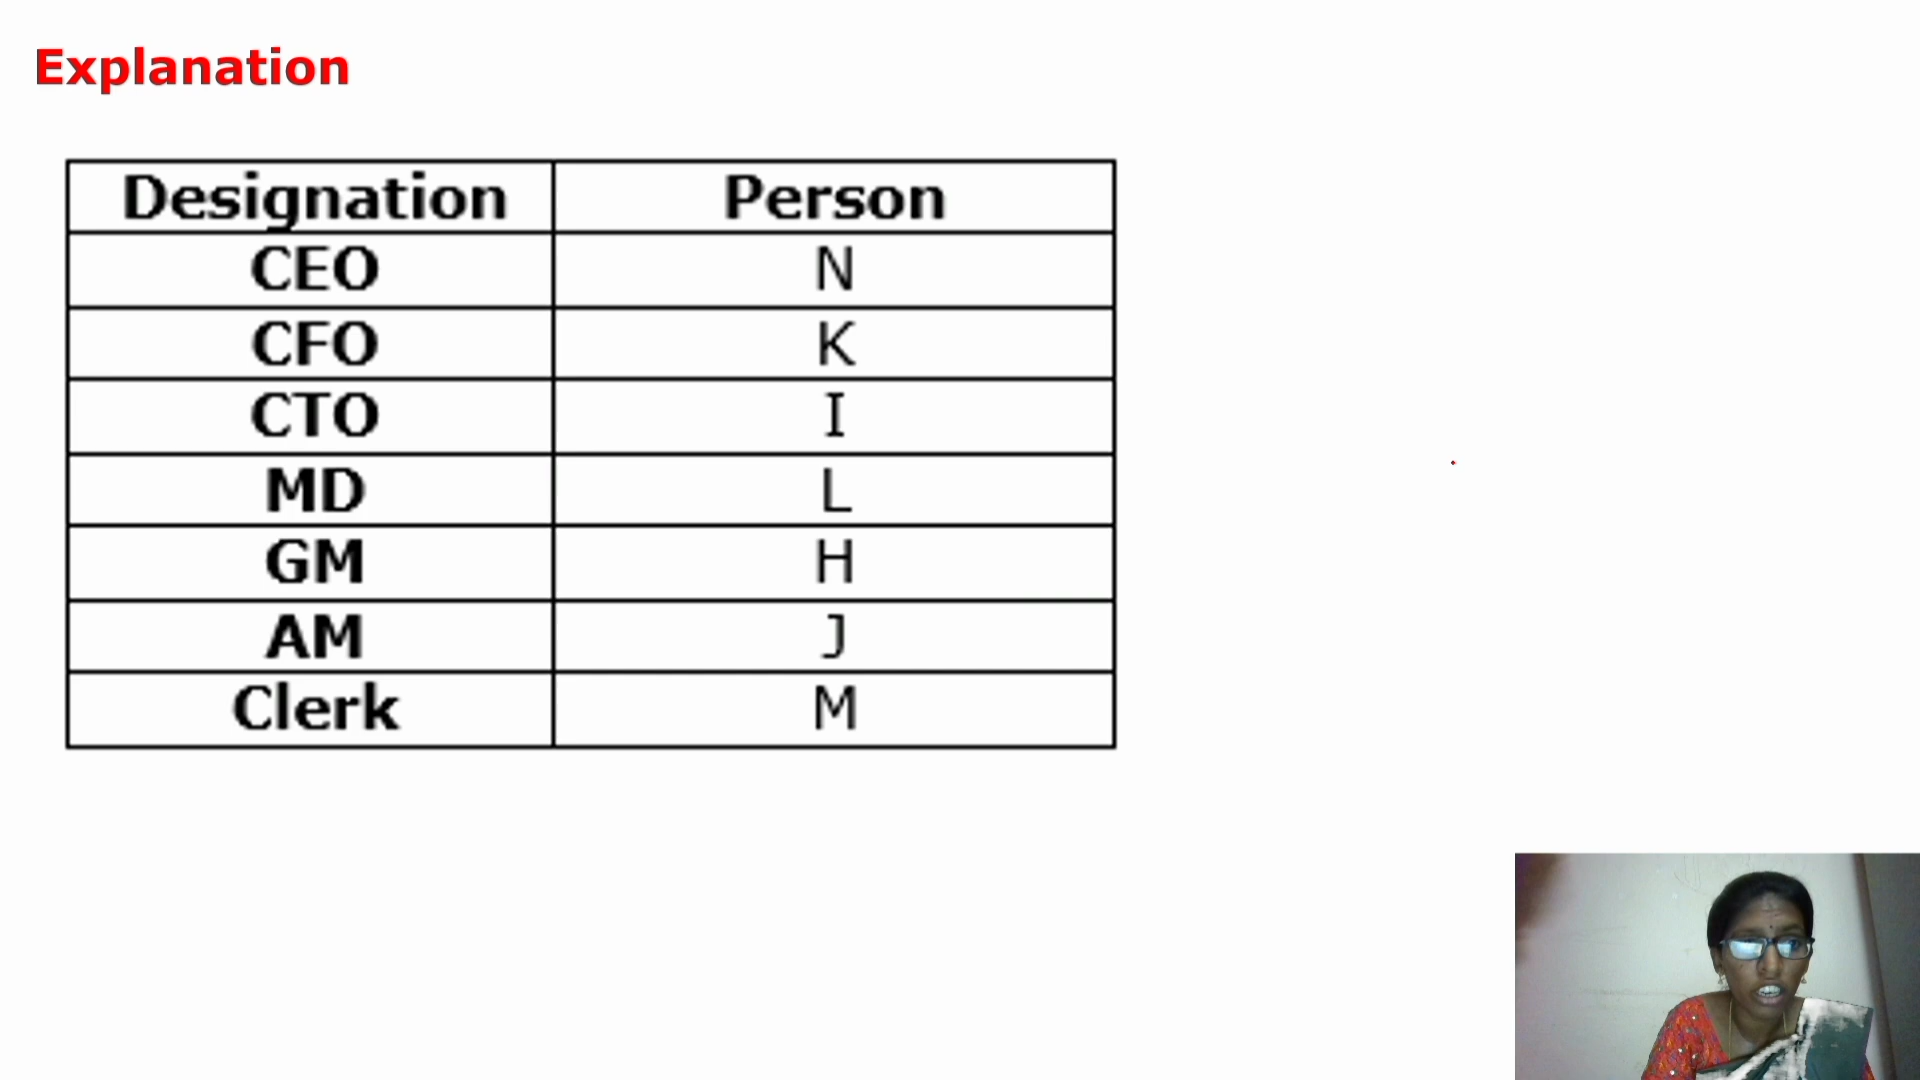 Explanation
Designation Person
CEO N
CFO K
CTO I
MD L
GM H
AM J
Clerk M